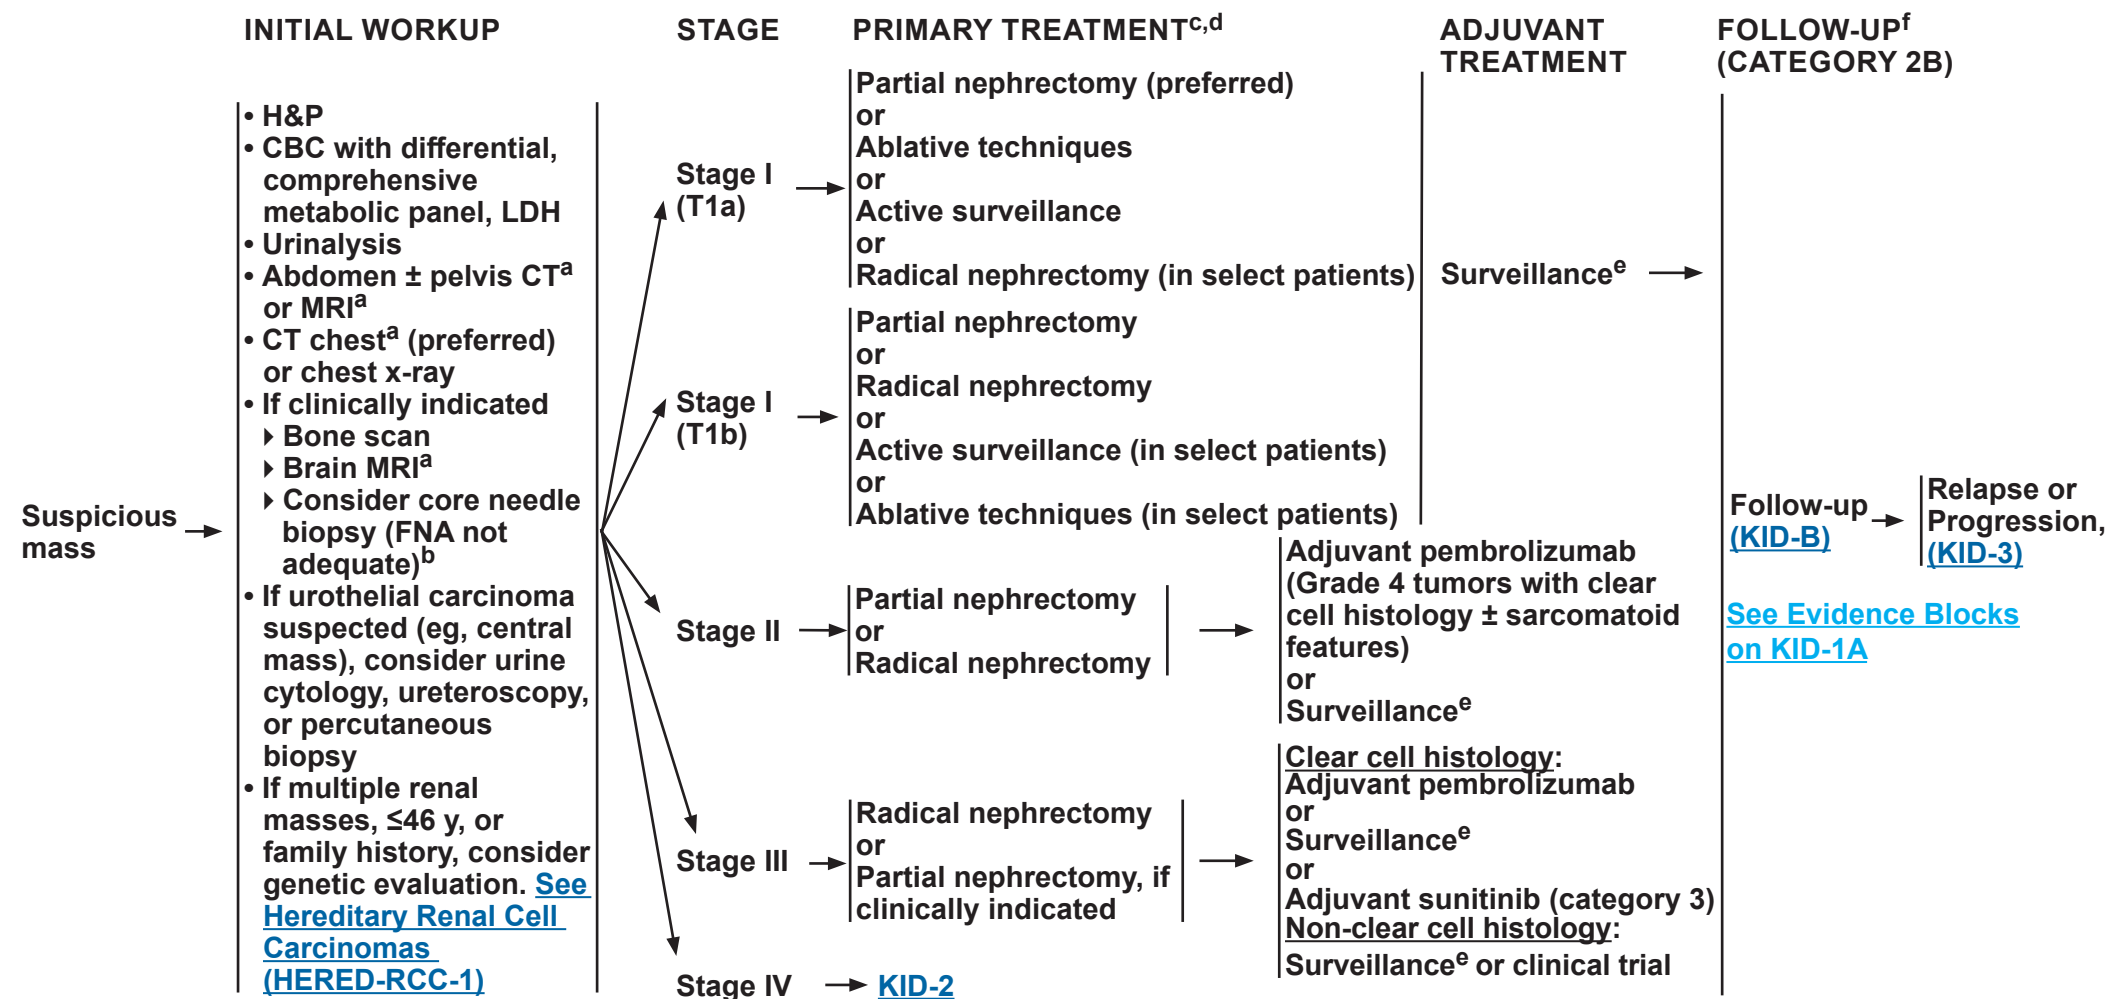 INITIAL WORKUP
STAGE
PRIMARY TREATMENTc,d
ADJUVANT
TREATMENT
FOLLOW-UPf
(CATEGORY 2B)
Suspicious
mass
• H&P
• CBC with differential,
comprehensive
metabolic panel, LDH
• Urinalysis
• Abdomen ± pelvis CTa
or MRIa
• CT chesta (preferred)
or chest x-ray
• If clinically indicated
Bone scan
Brain MRIa
Consider core needle
biopsy (FNA not
adequate)b
• If urothelial carcinoma
suspected (eg, central
mass), consider urine
cytology, ureteroscopy,
or percutaneous
biopsy
• If multiple renal
masses, ≤46 y, or
family history, consider
genetic evaluation. See
Hereditary Renal Cell
Carcinomas
(HERED-RCC-1)
Stage I
(T1a)
Partial nephrectomy (preferred)
or
Ablative techniques
or
Active surveillance
or
Radical nephrectomy (in select patients)
Stage I
(T1b)
Partial nephrectomy
or
Radical nephrectomy
or
Active surveillance (in select patients)
or
Ablative techniques (in select patients)
Surveillancee
Stage II
Partial nephrectomy
or
Radical nephrectomy
Adjuvant pembrolizumab
(Grade 4 tumors with clear
cell histology ± sarcomatoid
features)
or
Surveillancee
Stage III
Radical nephrectomy
or
Partial nephrectomy, if
clinically indicated
Clear cell histology:
Adjuvant pembrolizumab
or
Surveillancee
or
Adjuvant sunitinib (category 3)
Non-clear cell histology:
Surveillancee or clinical trial
Stage IV
KID-2
Follow-up
(KID-B)
Relapse or
Progression,
(KID-3)
See Evidence Blocks
on KID-1A